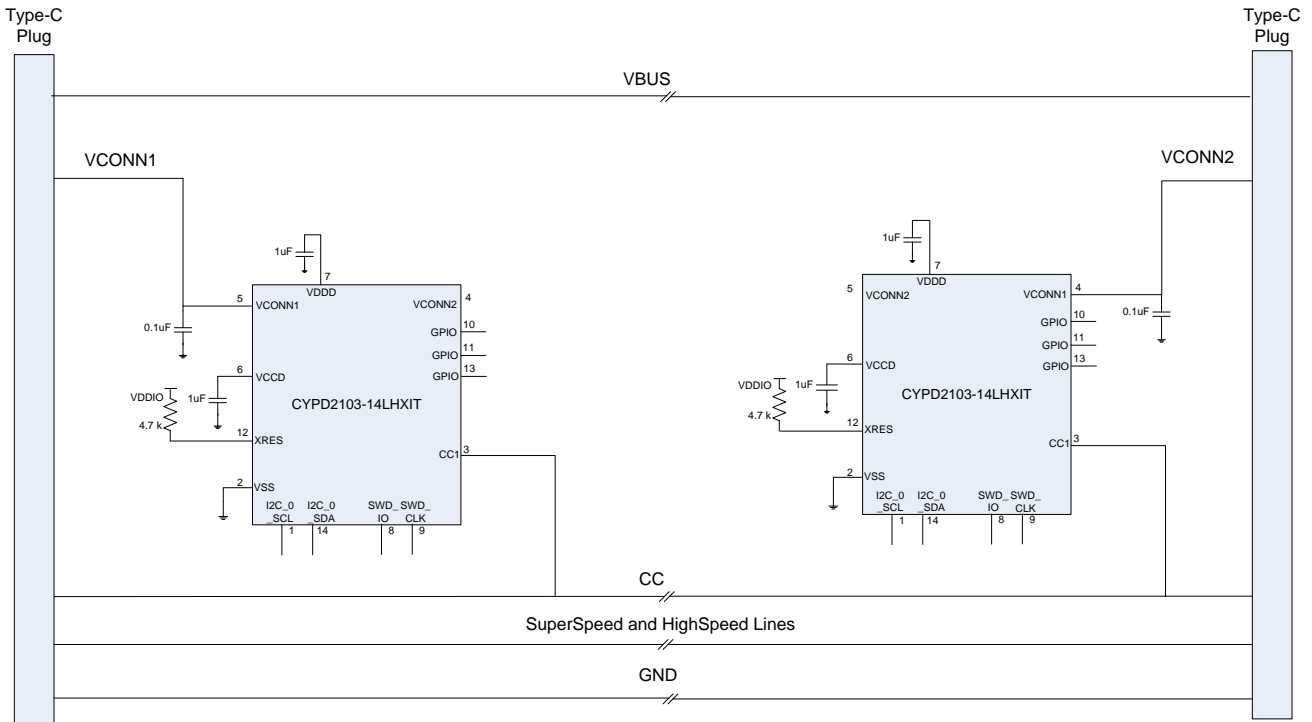 Type-C
Plug
Type-C
Plug
VBUS
VCONN1
VCONN2
1uF
7
VDDD
5
VCONN1
VCONN2
4
0.1uF
GPIO
10
GPIO
11
GPIO
13
6
VCCD
VDDIO
1uF
4.7 k
CYPD2103-14LHXIT
12
XRES
CC1
3
2
VSS
I2C_0
_SCL
I2C_0
_SDA
SWD_
IO
SWD_
CLK
1
14
8
9
1uF
7
VDDD
5
VCONN2
VCONN1
4
0.1uF
GPIO
10
GPIO
11
GPIO
13
6
VCCD
VDDIO
1uF
4.7 k
CYPD2103-14LHXIT
12
XRES
CC1
3
2
VSS
I2C_0
_SCL
I2C_0
_SDA
SWD_
IO
SWD_
CLK
1
14
8
9
CC
SuperSpeed and HighSpeed Lines
GND